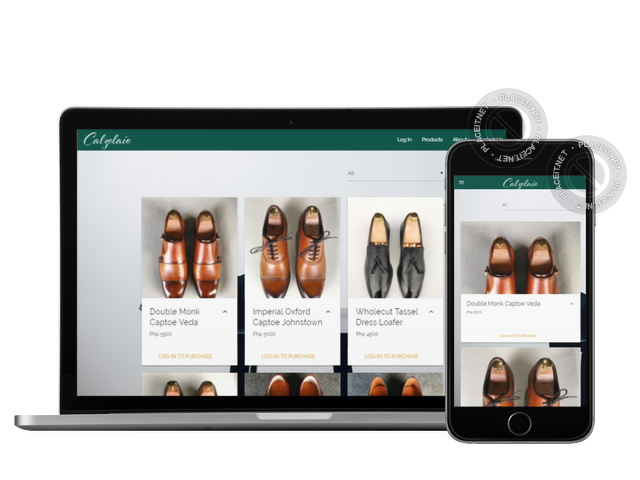 Calzolaio
Log In
Products
All
Double Monk
Captoe Veda
Php 5500
LOG-IN TO PURCHASE
Imperial Oxford
Captoe Johnstown
Php 5000
LOG-IN TO PURCHASE
Wholecut Tassel
Dress Loafer
Php 4500
LOG-IN TO PURCHASE
PLACEIT.NET
PLACEIT.NET
PLACEIT.NET
PLACEIT.NET
Calzolaio
All
Double Monk Captoe Veda
Php 5500
LOG-IN TO PURCHASE